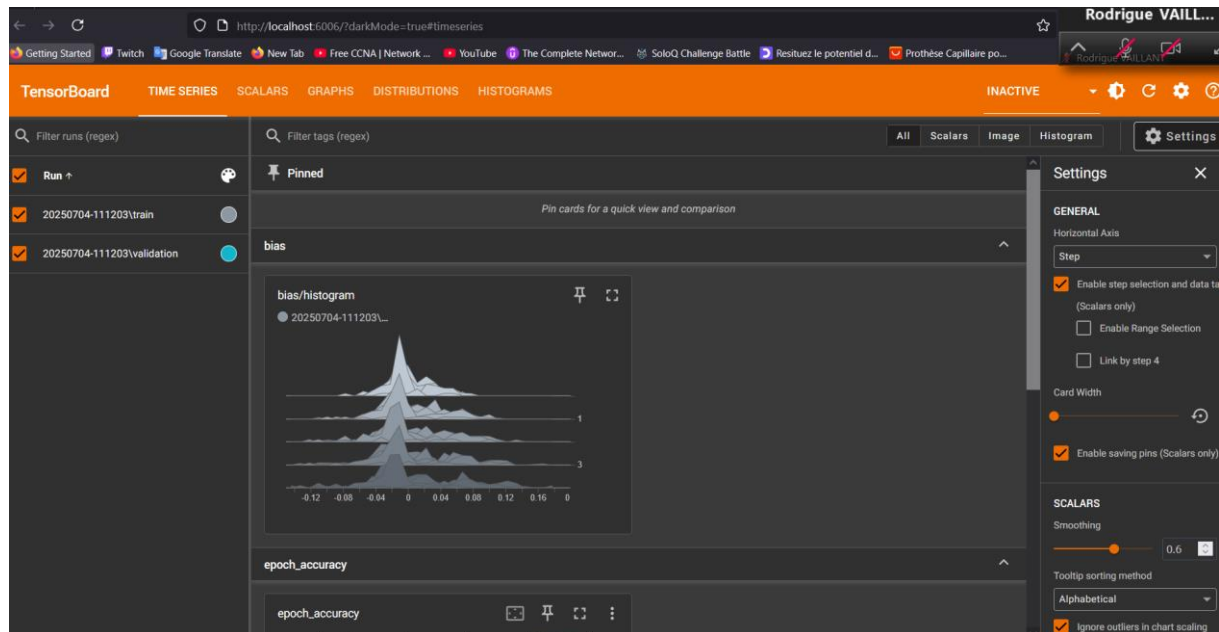 http://localhost:6006/?darkMode=true#timeseries
Rodrigue VAILL...
Rodrigue VAILLANT
Getting Started Twitch Google Translate New Tab Free CCNA | Network ... YouTube The Complete Networ... SoloQ Challenge Battle Resituez le potentiel d... Prothèse Capillaire po...
TensorBoard TIME SERIES SCALARS GRAPHS DISTRIBUTIONS HISTOGRAMS INACTIVE
Filter runs (regex)
Filter tags (regex)
All Scalars Image Histogram Settings
Run
20250704-111203\train
20250704-111203\validation
Pinned
Pin cards for a quick view and comparison
bias
bias/histogram
20250704-111203\...
1
3
-0.12 -0.08 -0.04 0 0.04 0.08 0.12 0.16 0
epoch_accuracy
epoch_accuracy
Settings
GENERAL
Horizontal Axis
Step
Enable step selection and data ta
(Scalars only)
Enable Range Selection
Link by step 4
Card Width
Enable saving pins (Scalars only)
SCALARS
Smoothing
0.6
Tooltip sorting method
Alphabetical
Ignore outliers in chart scaling